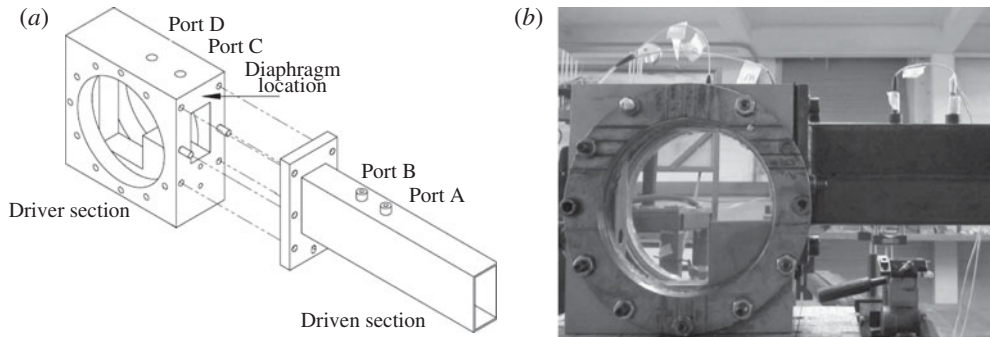 (a)
Port D
Port C
Diaphragm
location
Port B
Port A
Driver section
Driven section
(b)